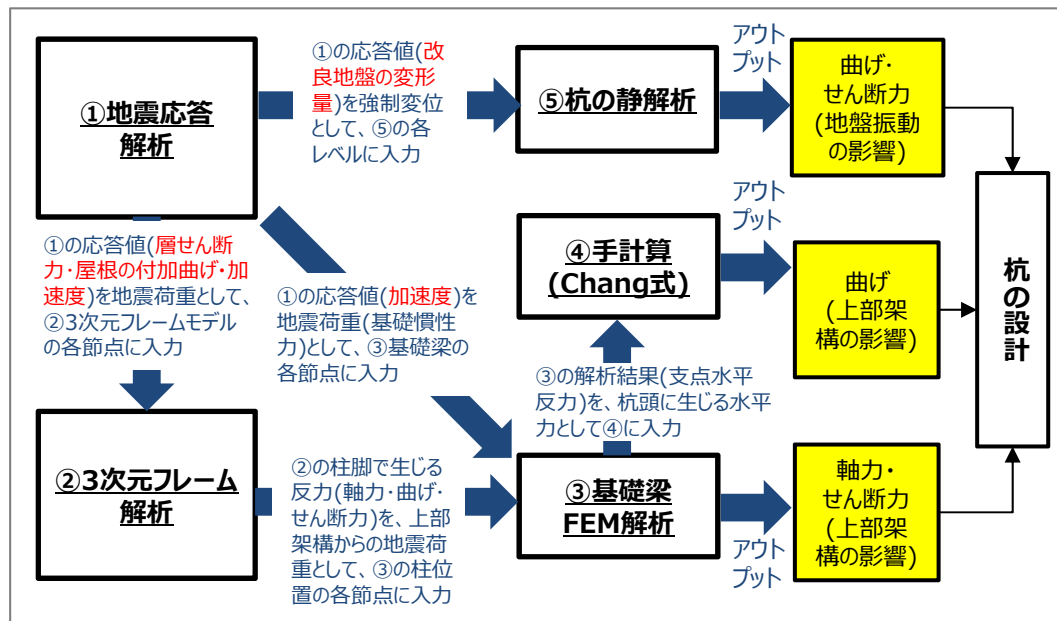 ①地震応答
解析
①の応答値(改
良地盤の変形
量)を強制変位
として、⑤の各
レベルに入力
⑤杭の静解析
アウト
プット
曲げ・
せん断力
(地盤振動
の影響)
①の応答値(層せん断
力・屋根の付加曲げ・加
速度)を地震荷重として、
②3次元フレームモデル
の各節点に入力
①の応答値(加速度)を
地震荷重(基礎慣性
力)として、③基礎梁の
各節点に入力
④手計算
(Chang式)
アウト
プット
曲げ
(上部架
構の影響)
杭の設計
③の解析結果(支点水平
反力)を、杭頭に生じる水平
力として④に入力
②3次元フレーム
解析
②の柱脚で生じる
反力(軸力・曲げ・
せん断力)を、上部
架構からの地震荷
重として、③の柱位
置の各節点に入力
③基礎梁
FEM解析
アウト
プット
軸力・
せん断力
(上部架
構の影響)